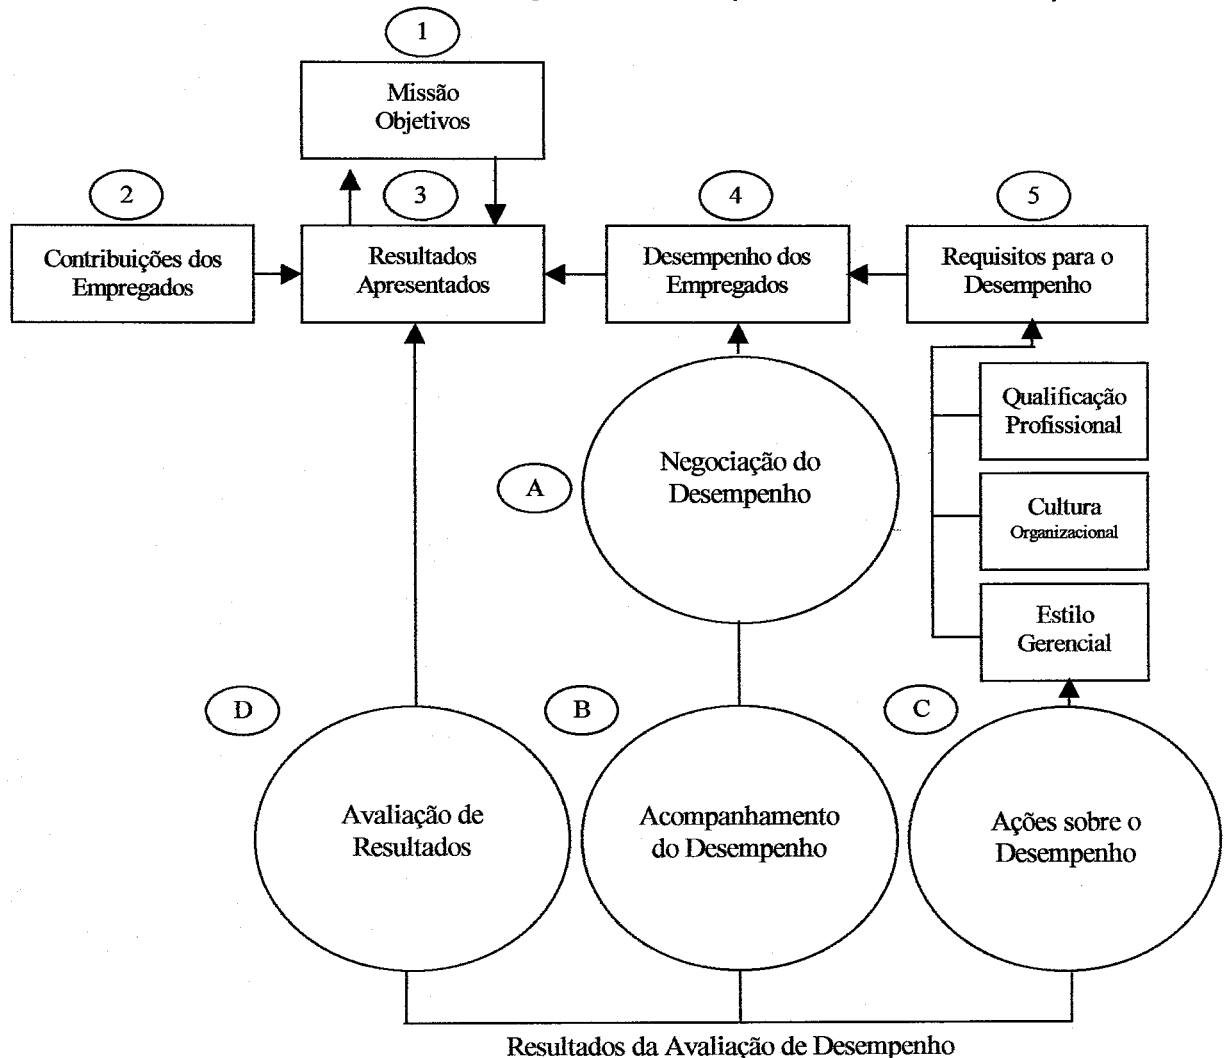 1
Missão
Objetivos
2
3
4
5
Contribuições dos
Empregados
Resultados
Apresentados
Desempenho dos
Empregados
Requisitos para o
Desempenho
Qualificação
Profissional
Negociação do
Desempenho
A
Cultura
Organizacional
Estilo
Gerencial
D
B
C
Avaliação de
Resultados
Acompanhamento
do Desempenho
Ações sobre o
Desempenho
Resultados da Avaliação de Desempenho